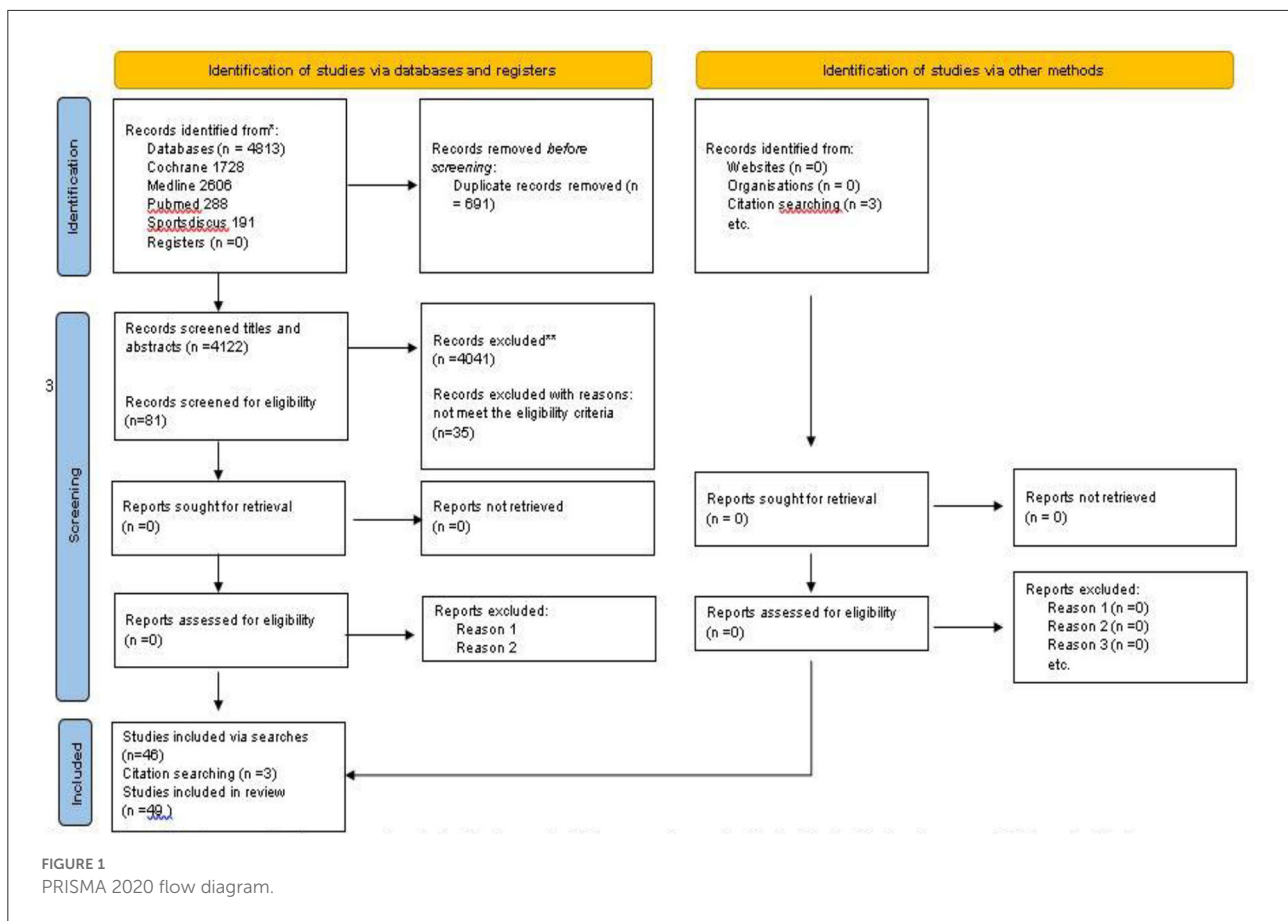 Identification of studies via databases and registers
Identification of studies via other methods
Identification
Records identified from*:
Databases (n = 4813)
Cochrane 1728
Medline 2606
Pubmed 288
Sportsdiscus 191
Registers (n =0)
Records removed before
screening:
Duplicate records removed (n
= 691)
Records identified from:
Websites (n =0)
Organisations (n = 0)
Citation searching (n =3)
etc.
3
Screening
Records screened titles and
abstracts (n =4122)
Records screened for eligibility
(n=81)
Records excluded**
(n =4041)
Records excluded with reasons:
not meet the eligibility criteria
(n=35)
Reports sought for retrieval
(n =0)
Reports not retrieved
(n =0)
Reports sought for retrieval
(n = 0)
Reports not retrieved
(n = 0)
Reports assessed for eligibility
(n =0)
Reports excluded:
Reason 1
Reason 2
Reports assessed for eligibility
(n =0)
Reports excluded:
Reason 1 (n =0)
Reason 2 (n =0)
Reason 3 (n =0)
etc.
Included
Studies included via searches
(n=46)
Citation searching (n =3)
Studies included in review
(n =49 )
FIGURE 1
PRISMA 2020 flow diagram.